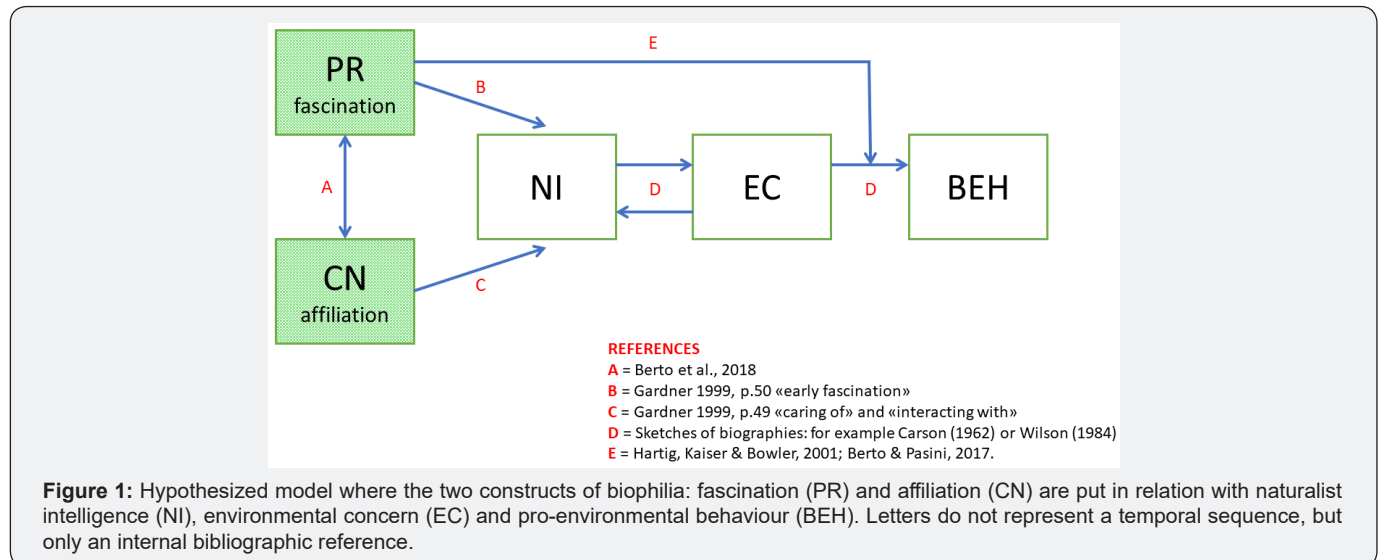 E
PR
fascination
B
A
NI
D
EC
D
BEH
CN
affiliation
C
REFERENCES
A = Berto et al., 2018
B = Gardner 1999, p.50 «early fascination»
C = Gardner 1999, p.49 «caring of» and «interacting with»
D = Sketches of biographies: for example Carson (1962) or Wilson (1984)
E = Hartig, Kaiser & Bowler, 2001; Berto & Pasini, 2017.
Figure 1: Hypothesized model where the two constructs of biophilia: fascination (PR) and affiliation (CN) are put in relation with naturalist
intelligence (NI), environmental concern (EC) and pro-environmental behaviour (BEH). Letters do not represent a temporal sequence, but
only an internal bibliographic reference.